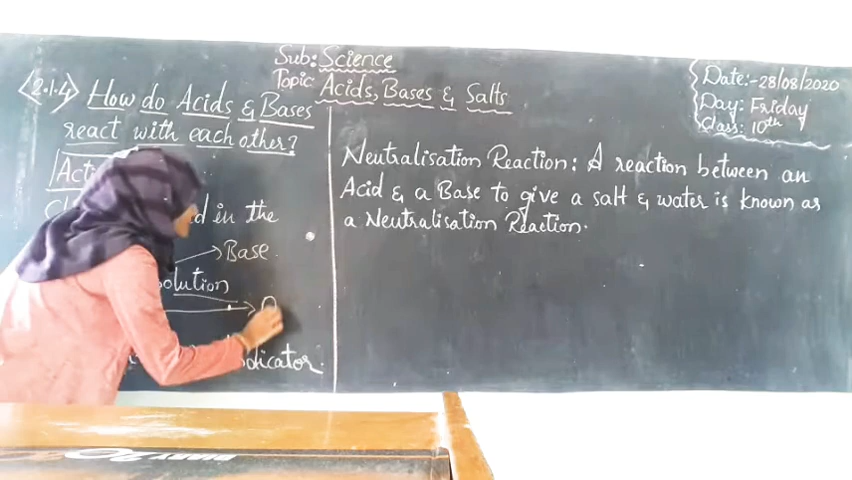 Sub: Science
Topic Acids, Bases & Salts
Date:-28/08/2020
Day: Friday
Class: 10th
<2.1.4> How do Acids & Bases
react with each other?
in the
Base
solution
Neutralisation Reaction: A reaction between an
Acid & a Base to give a salt & water is known as
a Neutralisation Reaction.